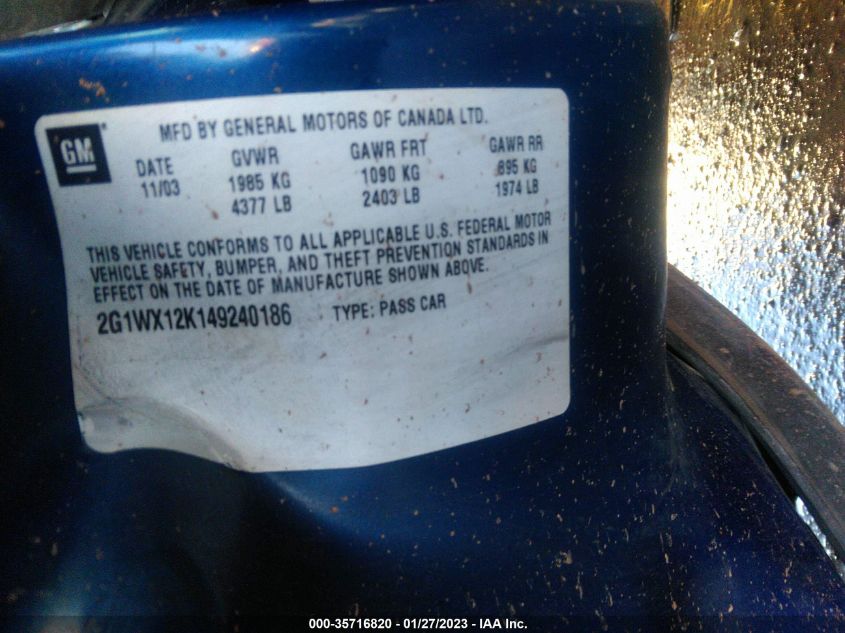 MFD BY GENERAL MOTORS OF CANADA LTD.
GM
DATE GVWR GAWR FRT GAWR RR
11/03 1985 KG 1090 KG 895 KG
4377 LB 2403 LB 1974 LB
THIS VEHICLE CONFORMS TO ALL APPLICABLE U.S. FEDERAL MOTOR
VEHICLE SAFETY, BUMPER, AND THEFT PREVENTION STANDARDS IN
EFFECT ON THE DATE OF MANUFACTURE SHOWN ABOVE.
2G1WX12K149240186 TYPE: PASS CAR
000-35716820 - 01/27/2023 - IAA Inc.